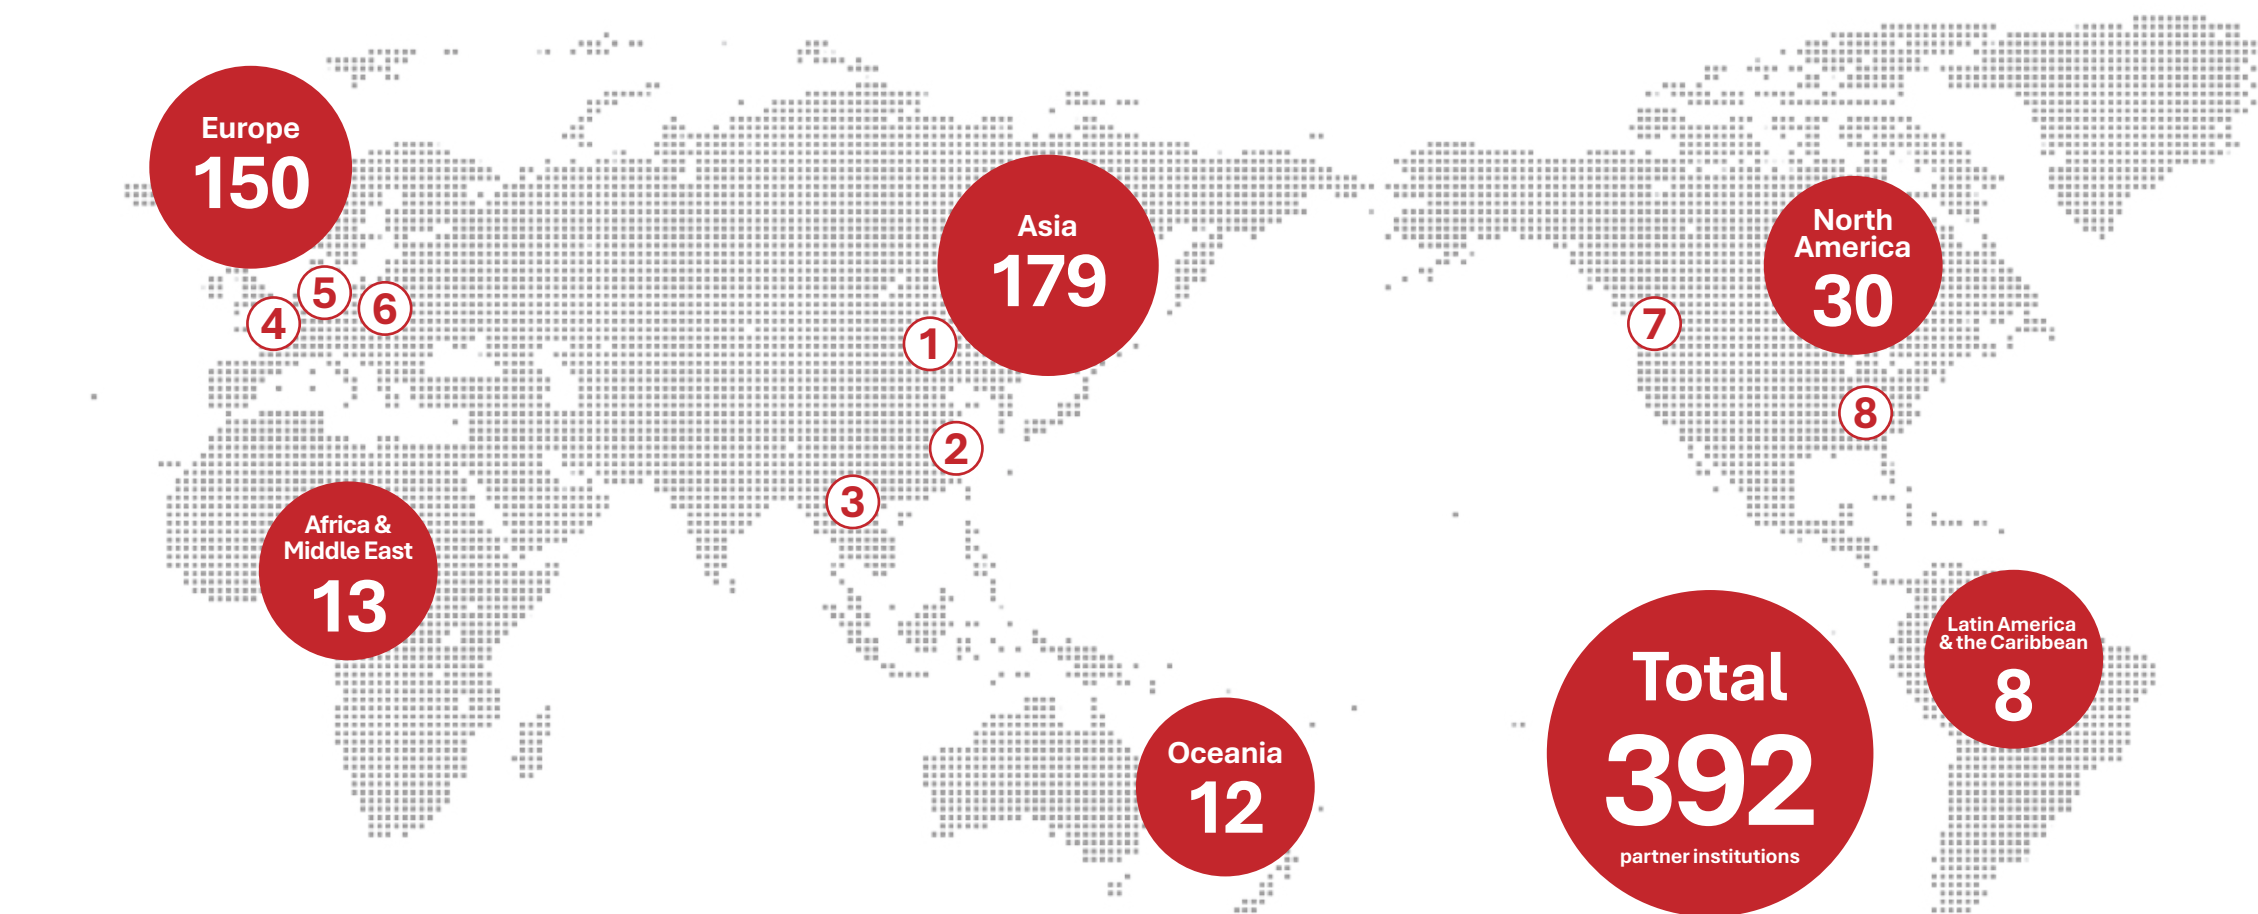 Europe
150
Asia
179
North
America
30
5
6
4
1
7
8
2
3
Africa &
Middle East
13
Latin America
& the Caribbean
8
Oceania
12
Total
392
partner institutions